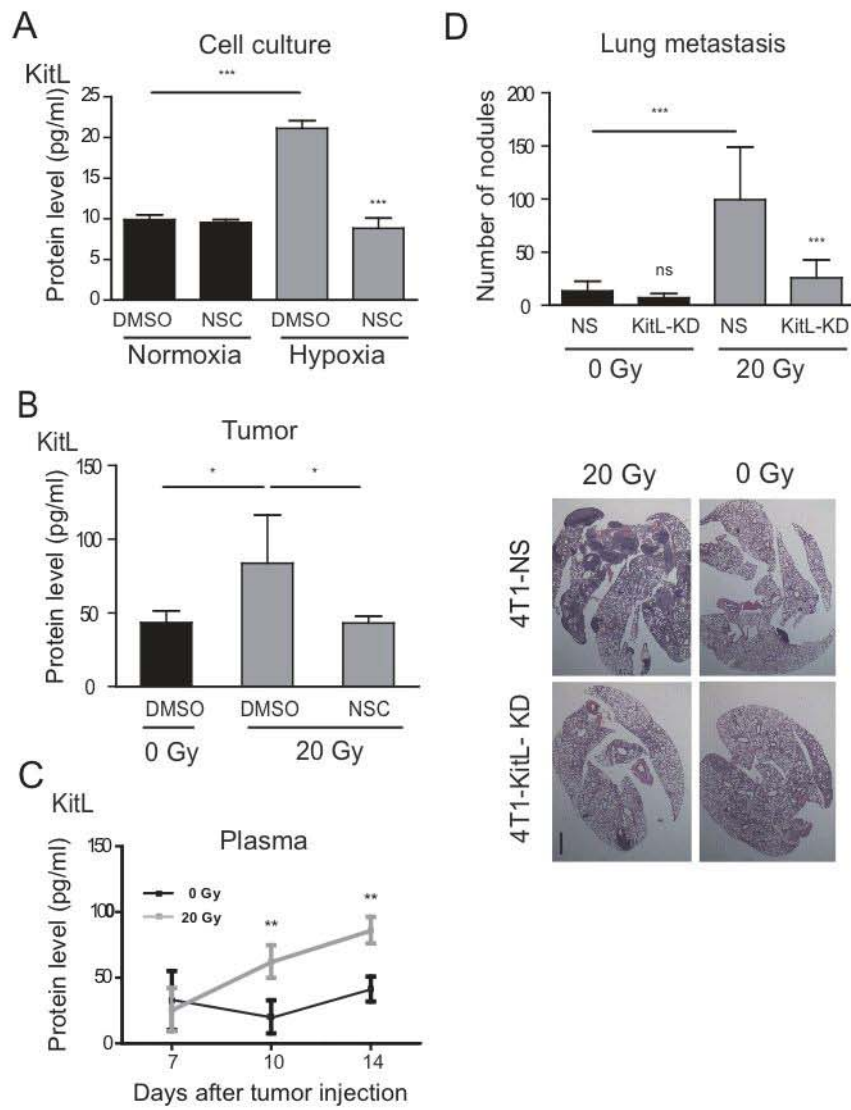 A
Cell culture
KitL
***
Protein level (pg/ml)
25
20
15
10
5
0
***
DMSO NSC DMSO NSC
Normoxia Hypoxia
B
KitL
Tumor
Protein level (pg/ml)
150
100
50
0
* *
DMSO DMSO NSC
0 Gy 20 Gy
C
KitL
Plasma
Protein level (pg/ml)
150
100
50
0
0 Gy
20 Gy
** **
7 10 14
Days after tumor injection
D
Lung metastasis
Number of nodules
200
150
100
50
0
***
ns
***
NS KitL-KD NS KitL-KD
0 Gy 20 Gy
20 Gy 0 Gy
4T1-NS
4T1-KitL- KD